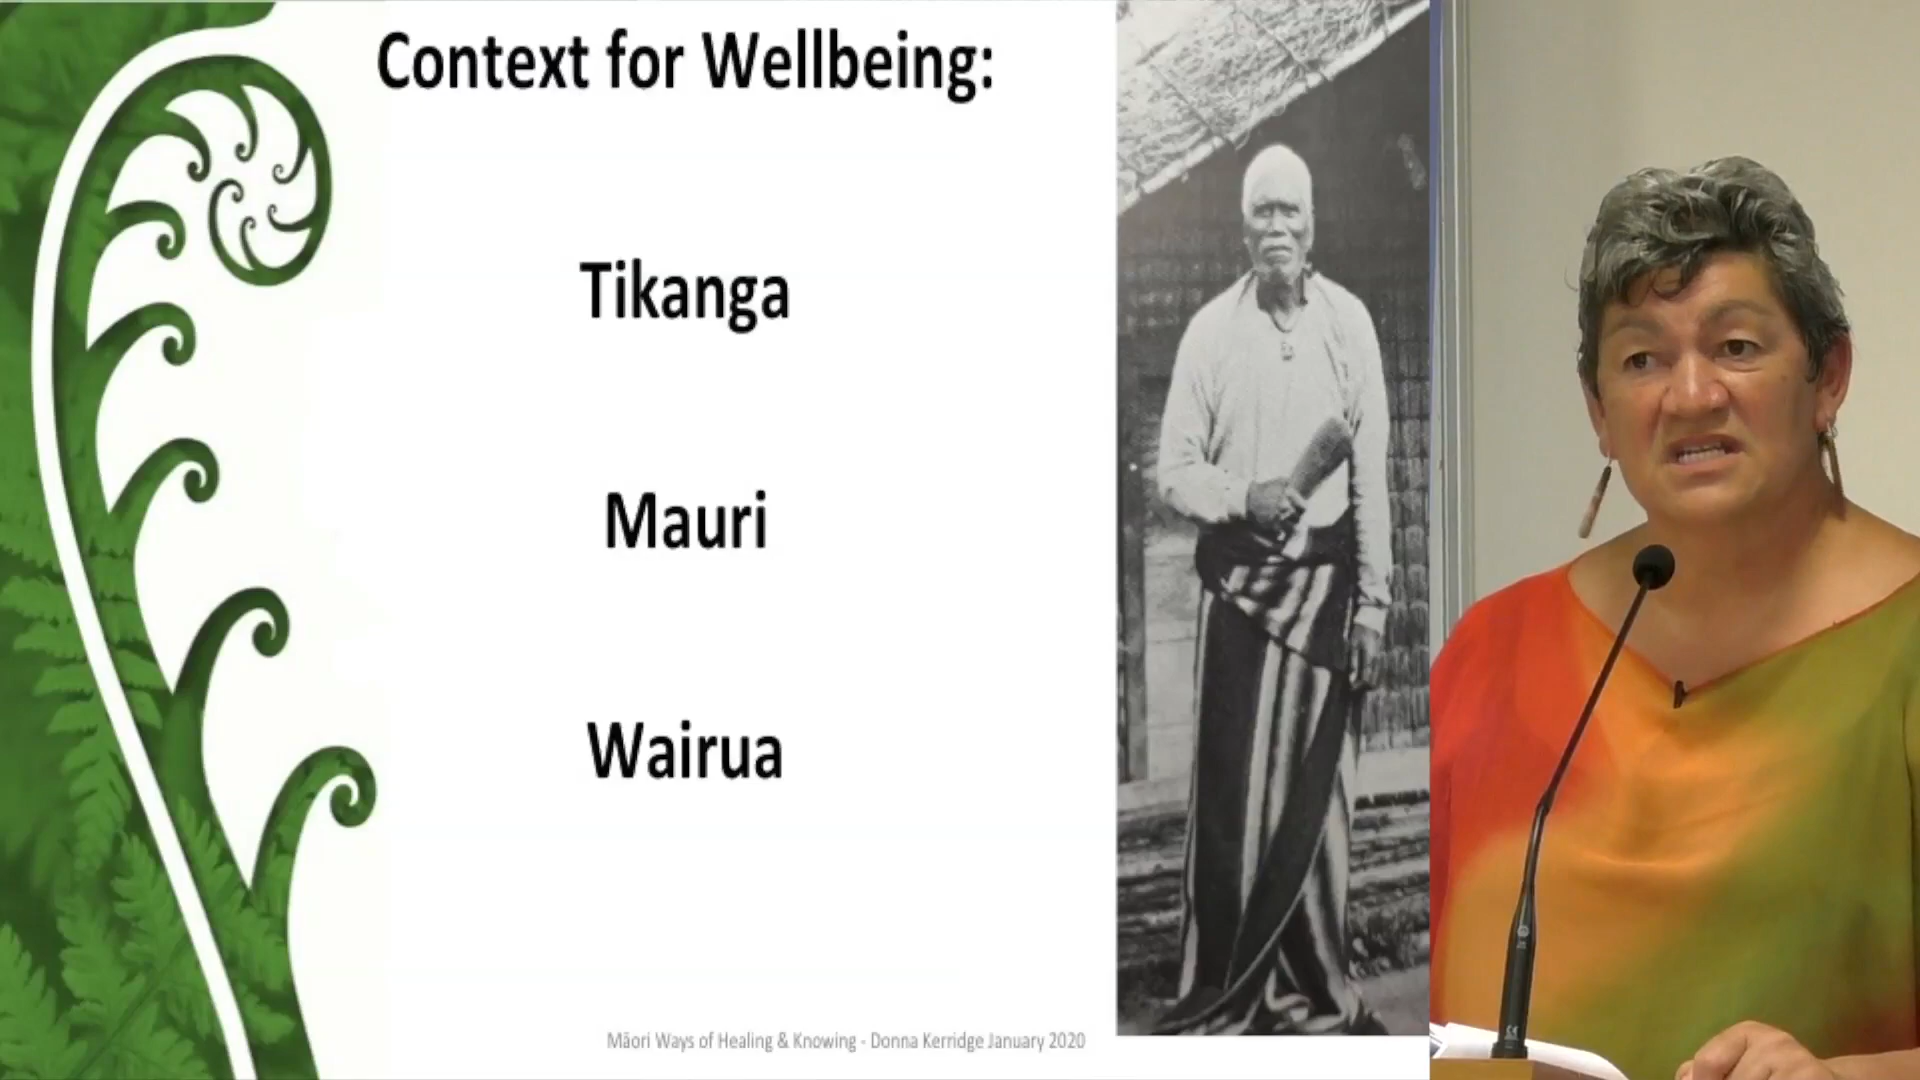 Context for Wellbeing:
Tikanga
Mauri
Wairua
Māori Ways of Healing & Knowing - Donna Kerridge January 2020